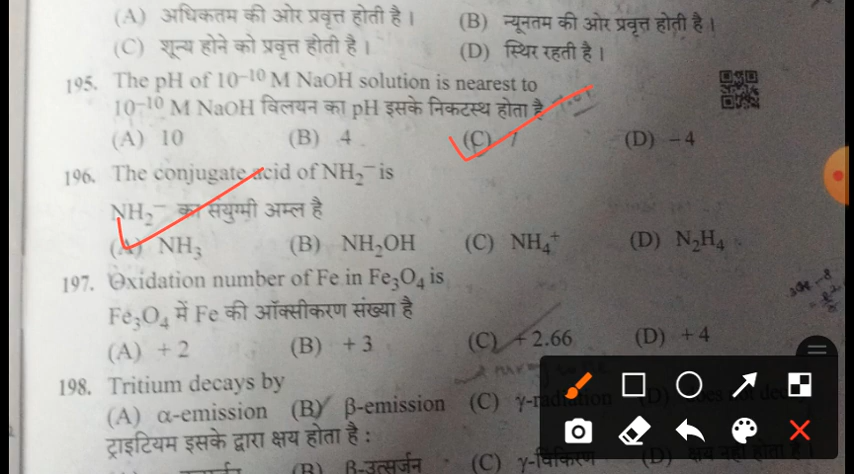 (A) अधिकतम की ओर प्रवृत्त होती है। (B) न्यूनतम की ओर प्रवृत्त होती है।
(C) शून्य होने को प्रवृत्त होती है। (D) स्थिर रहती है।
195. The pH of 10⁻¹⁰ M NaOH solution is nearest to
10⁻¹⁰ M NaOH विलयन का pH इसके निकटस्थ होता है
(A) 10 (B) 4 (C) 7 (D) −4
196. The conjugate acid of NH₂⁻ is
NH₂⁻ का संयुग्मी अम्ल है
(A) NH₃ (B) NH₂OH (C) NH₄⁺ (D) N₂H₄
197. Oxidation number of Fe in Fe₃O₄ is
Fe₃O₄ में Fe की ऑक्सीकरण संख्या है
(A) +2 (B) +3 (C) +2.66 (D) +4
198. Tritium decays by
(A) α-emission (B) β-emission (C) γ-radiation (D)
ट्राइटियम इसके द्वारा क्षय होता है :
(B) β-उत्सर्जन (C) γ-विकिरण (D) क्षय नहीं होता है।